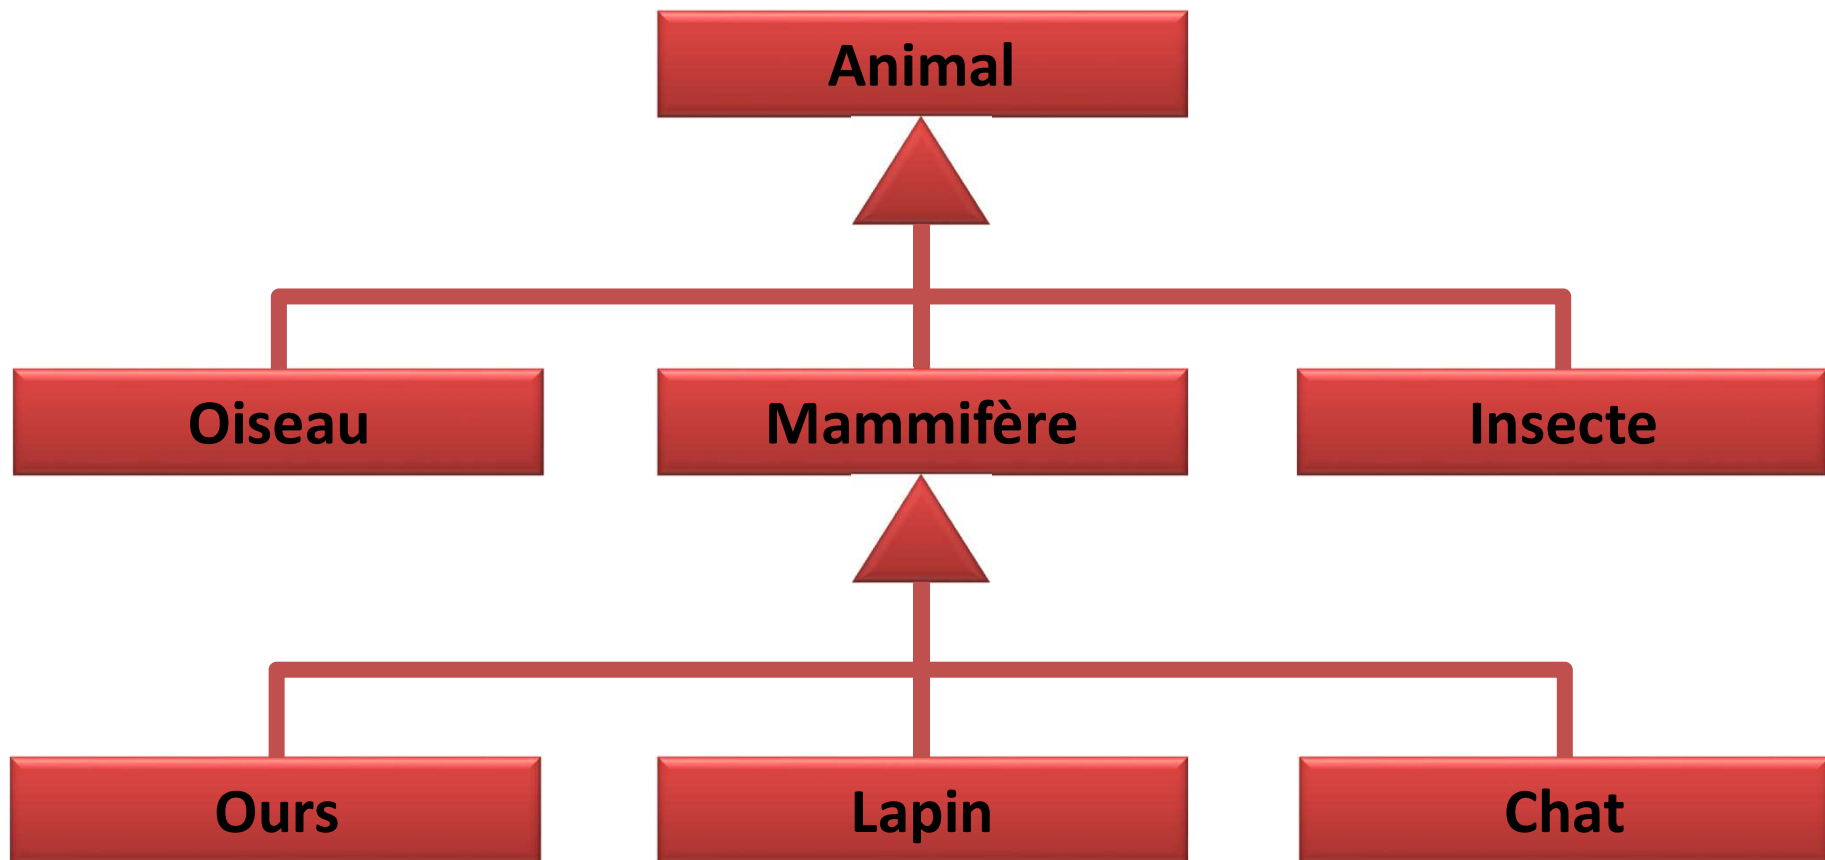 Animal
Oiseau
Mammifère
Insecte
Ours
Lapin
Chat